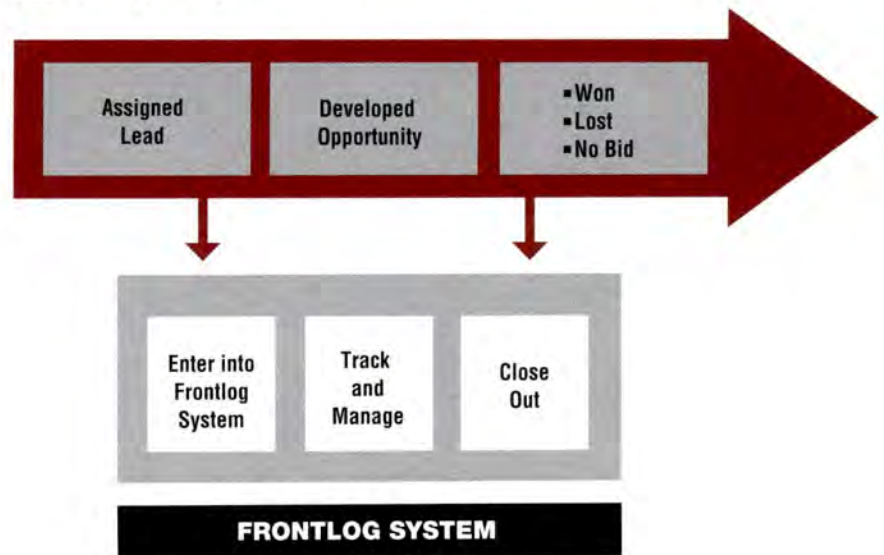 Assigned
Lead
Developed
Opportunity
▪Won
▪Lost
▪No Bid
Enter into
Frontlog
System
Track
and
Manage
Close
Out
FRONTLOG SYSTEM